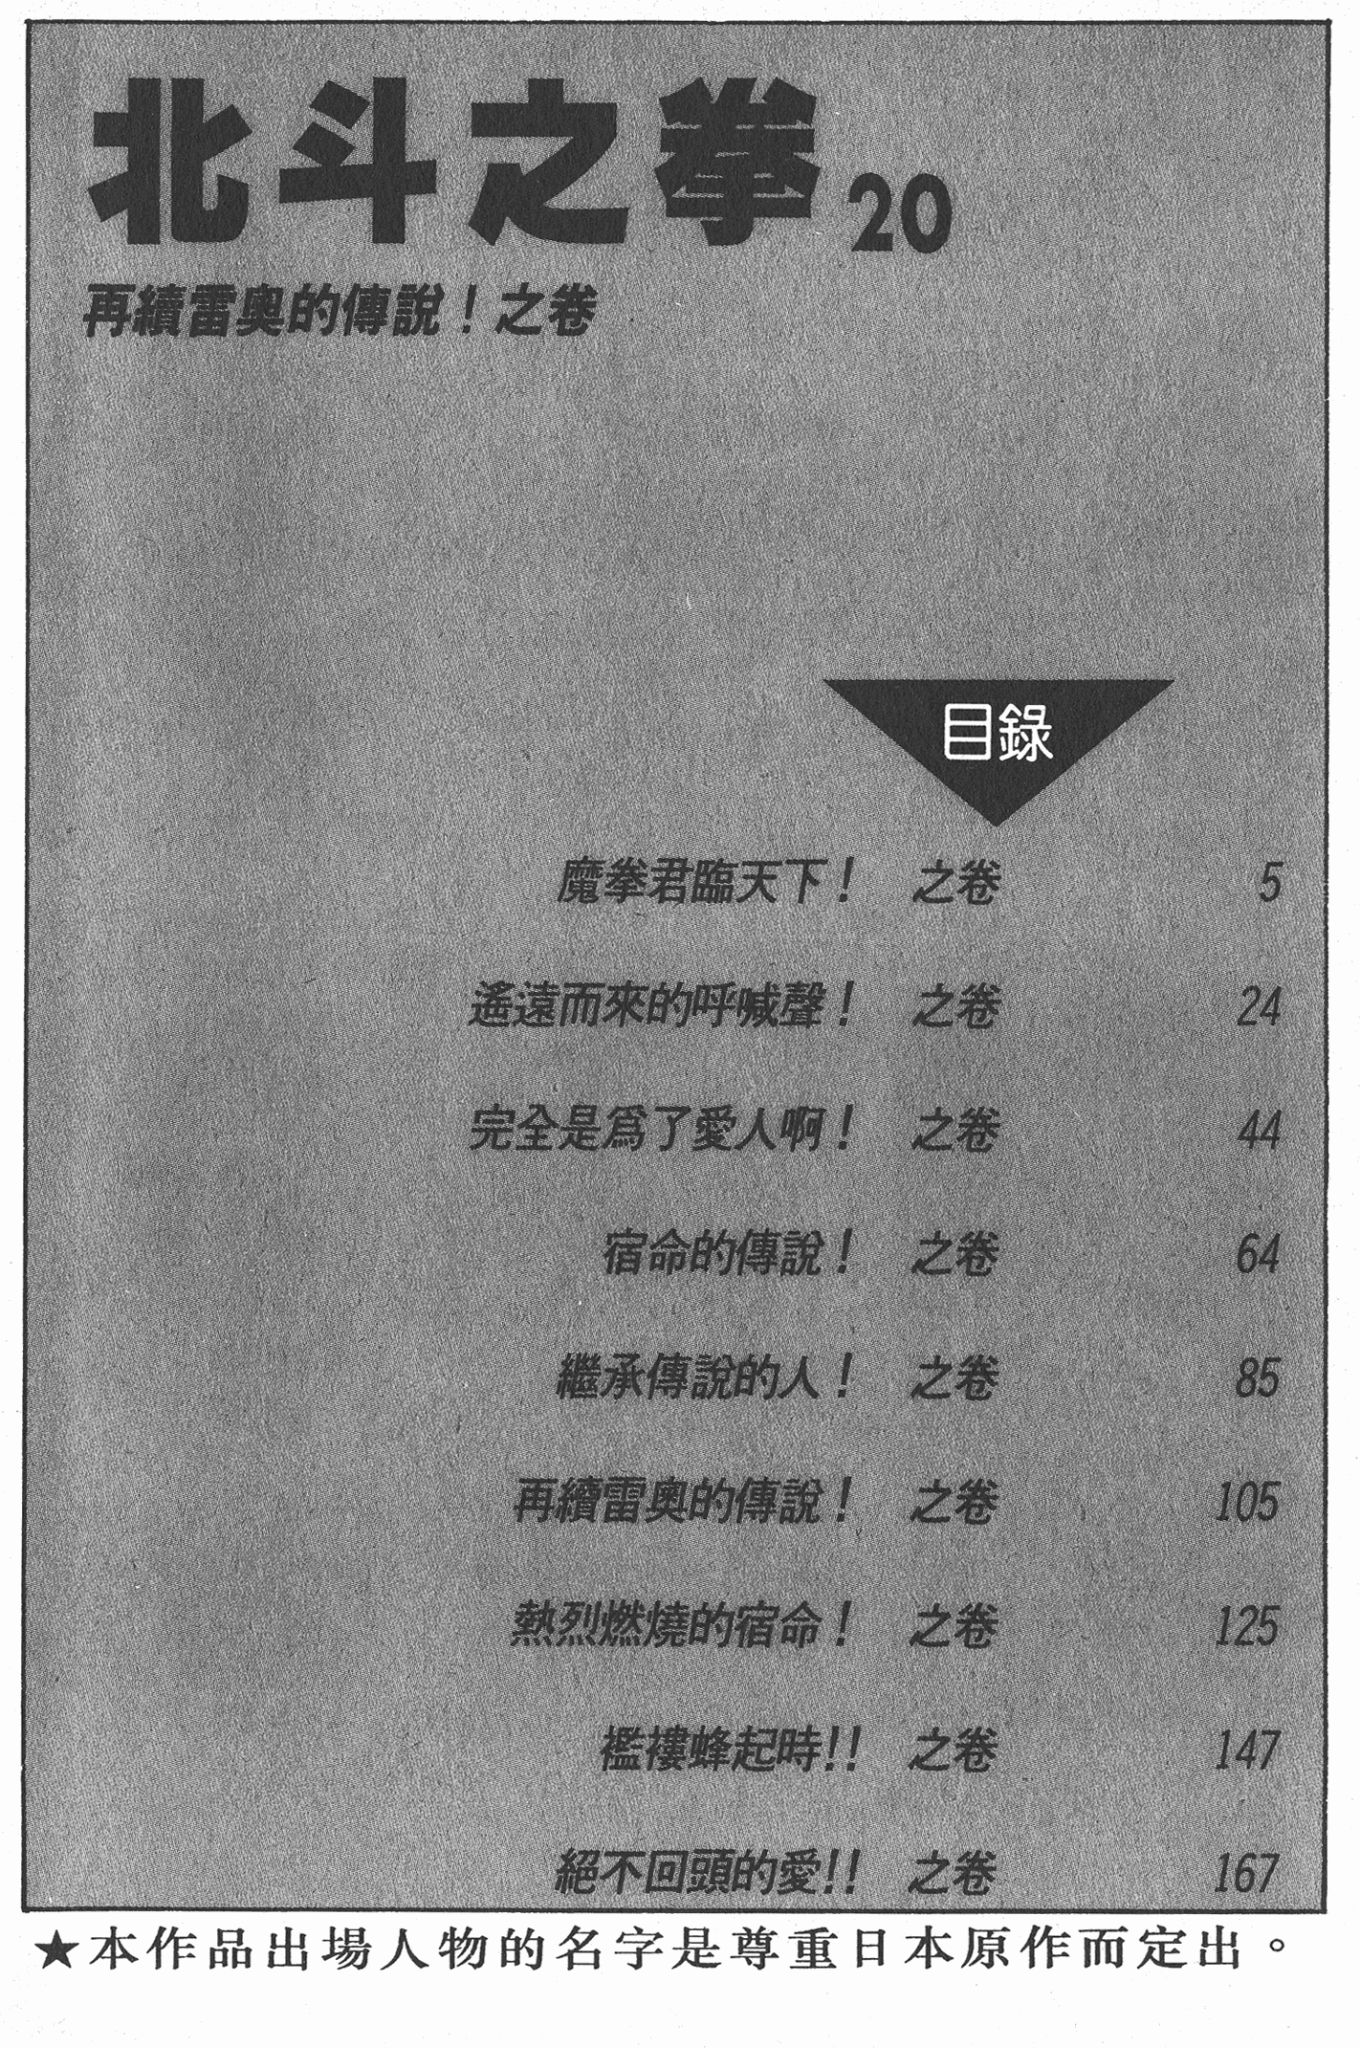 北斗之拳 20
再續雷奧的傳說！之卷
目錄
魔拳君臨天下！ 之卷 5
遙遠而來的呼喊聲！ 之卷 24
完全是爲了愛人啊！ 之卷 44
宿命的傳說！ 之卷 64
繼承傳說的人！ 之卷 85
再續雷奧的傳說！ 之卷 105
熱烈燃燒的宿命！ 之卷 125
襤褸蜂起時!! 之卷 147
絕不回頭的愛!! 之卷 167
★本作品出場人物的名字是尊重日本原作而定出。